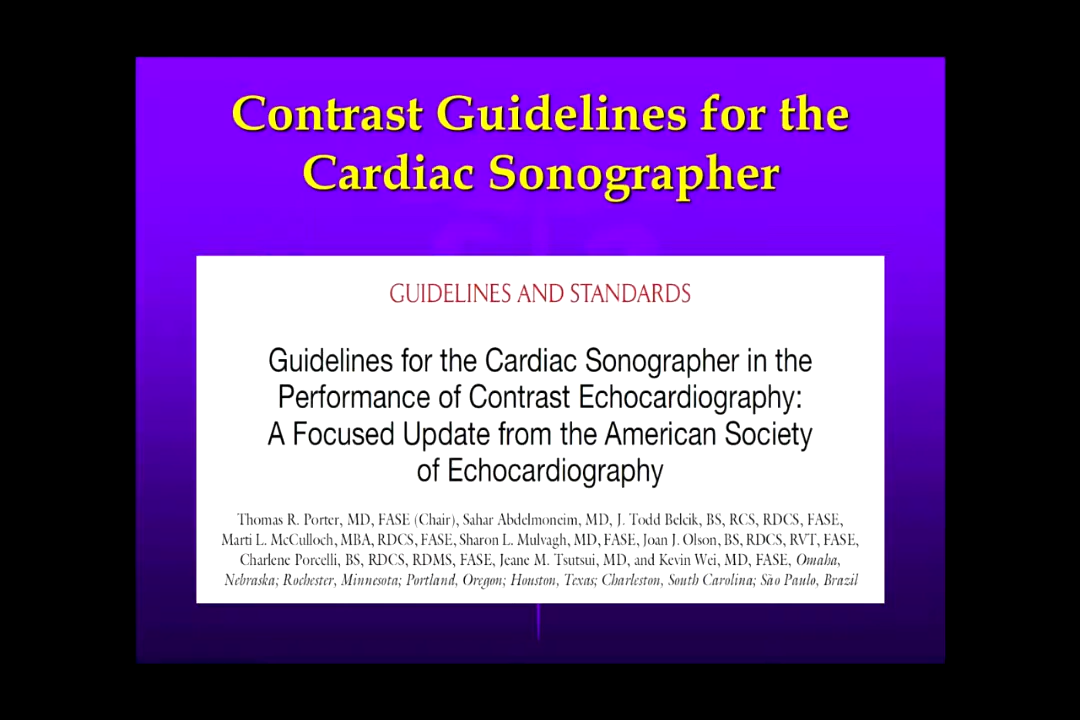 Contrast Guidelines for the
Cardiac Sonographer
GUIDELINES AND STANDARDS
Guidelines for the Cardiac Sonographer in the
Performance of Contrast Echocardiography:
A Focused Update from the American Society
of Echocardiography
Thomas R. Porter, MD, FASE (Chair), Sahar Abdelmoneim, MD, J. Todd Belcik, BS, RCS, RDCS, FASE,
Marti L. McCulloch, MBA, RDCS, FASE, Sharon L. Mulvagh, MD, FASE, Joan J. Olson, BS, RDCS, RVT, FASE,
Charlene Porcelli, BS, RDCS, RDMS, FASE, Jeane M. Tsutsui, MD, and Kevin Wei, MD, FASE, Omaha,
Nebraska; Rochester, Minnesota; Portland, Oregon; Houston, Texas; Charleston, South Carolina; São Paulo, Brazil